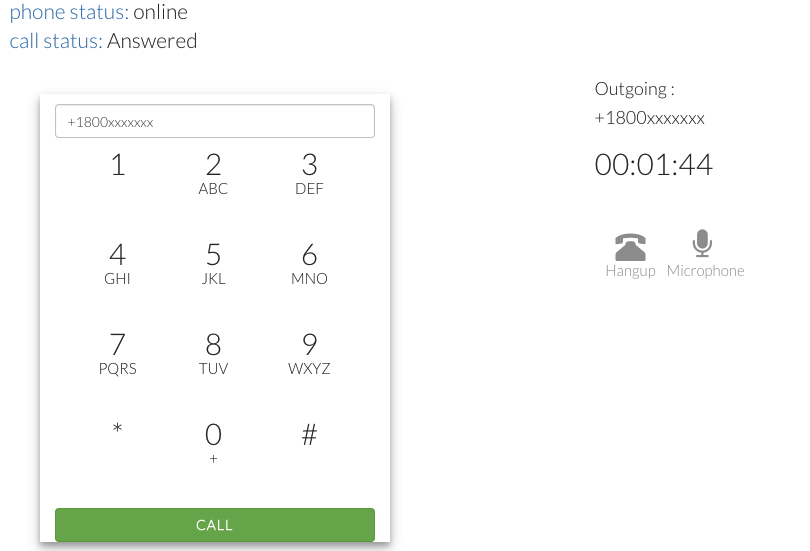 phone status: online
call status: Answered
+1800xxxxxxx
1 2 3
ABC DEF
4 5 6
GHI JKL MNO
7 8 9
PQRS TUV WXYZ
* 0 #
+
CALL
Outgoing :
+1800xxxxxxx
00:01:44
Hangup Microphone